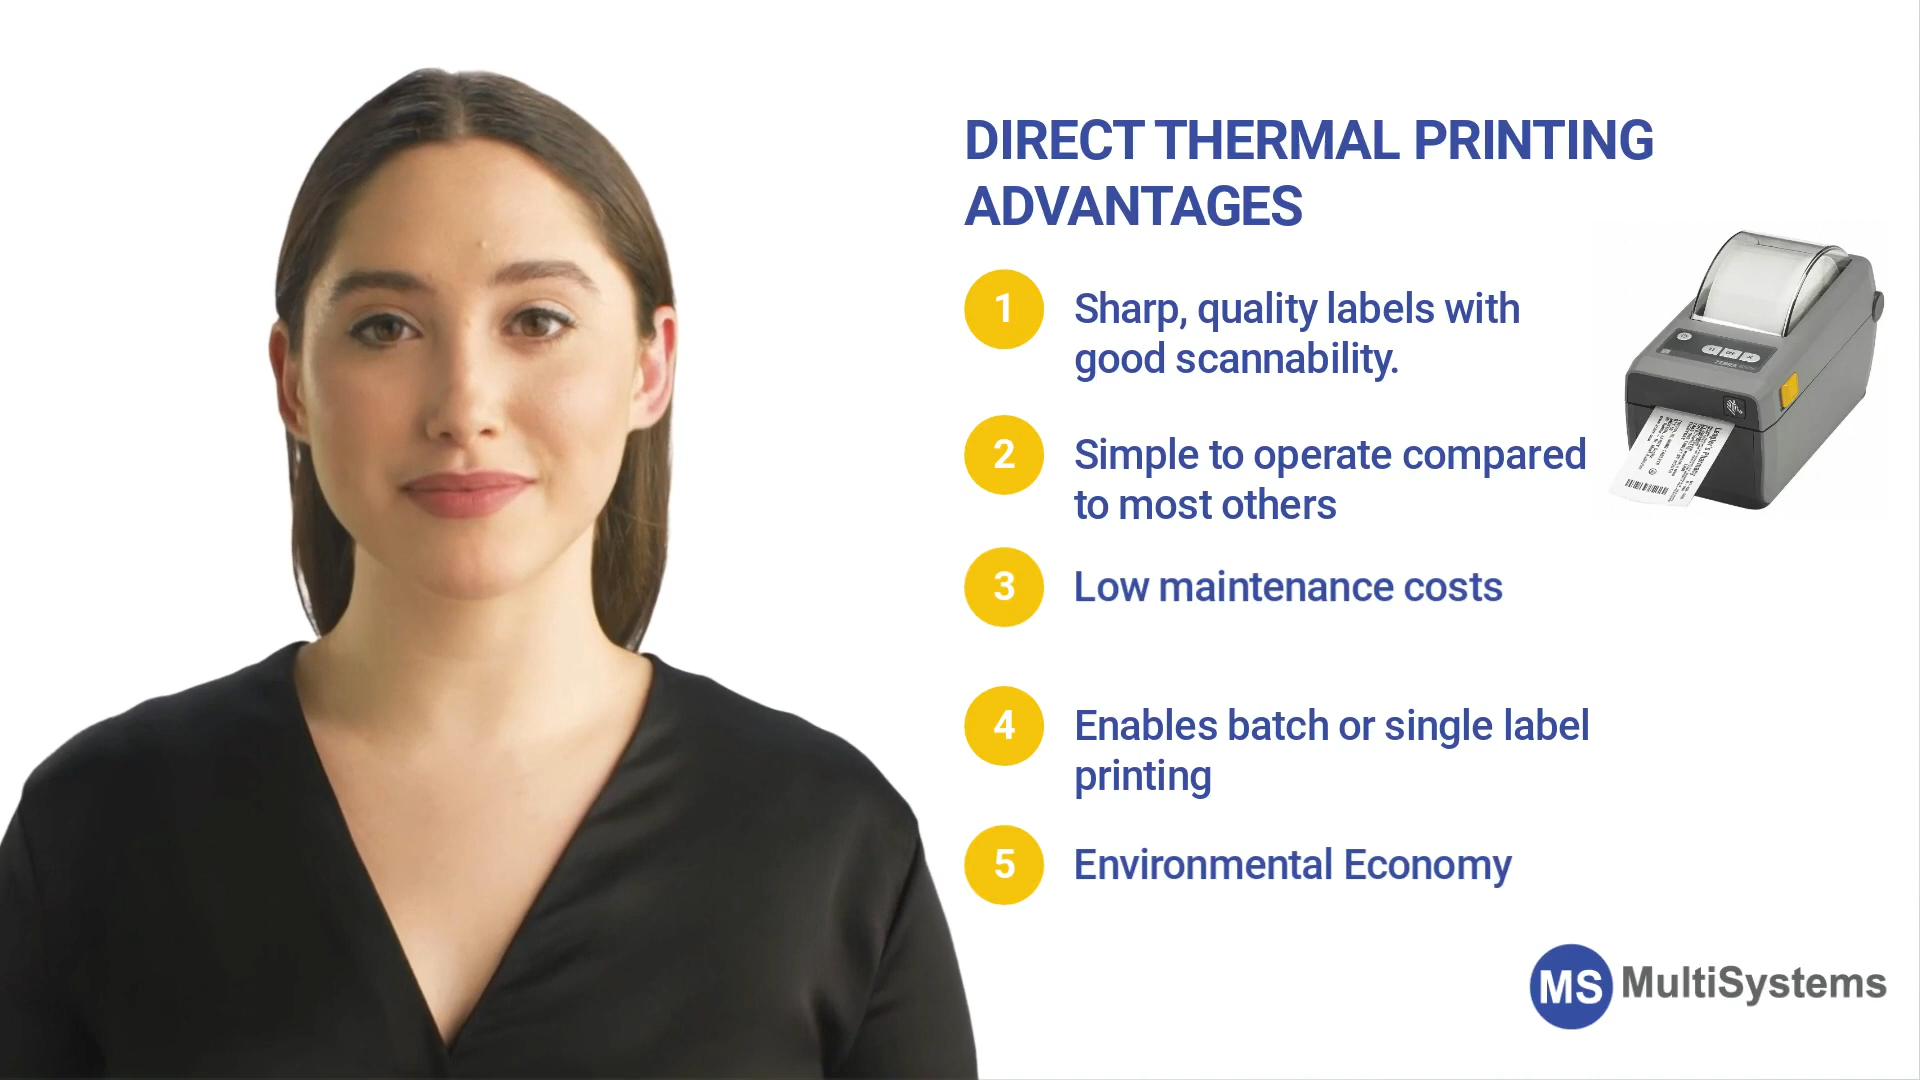 DIRECT THERMAL PRINTING
ADVANTAGES
1
Sharp, quality labels with
good scannability.
2
Simple to operate compared
to most others
3
Low maintenance costs
4
Enables batch or single label
printing
5
Environmental Economy
MS MultiSystems